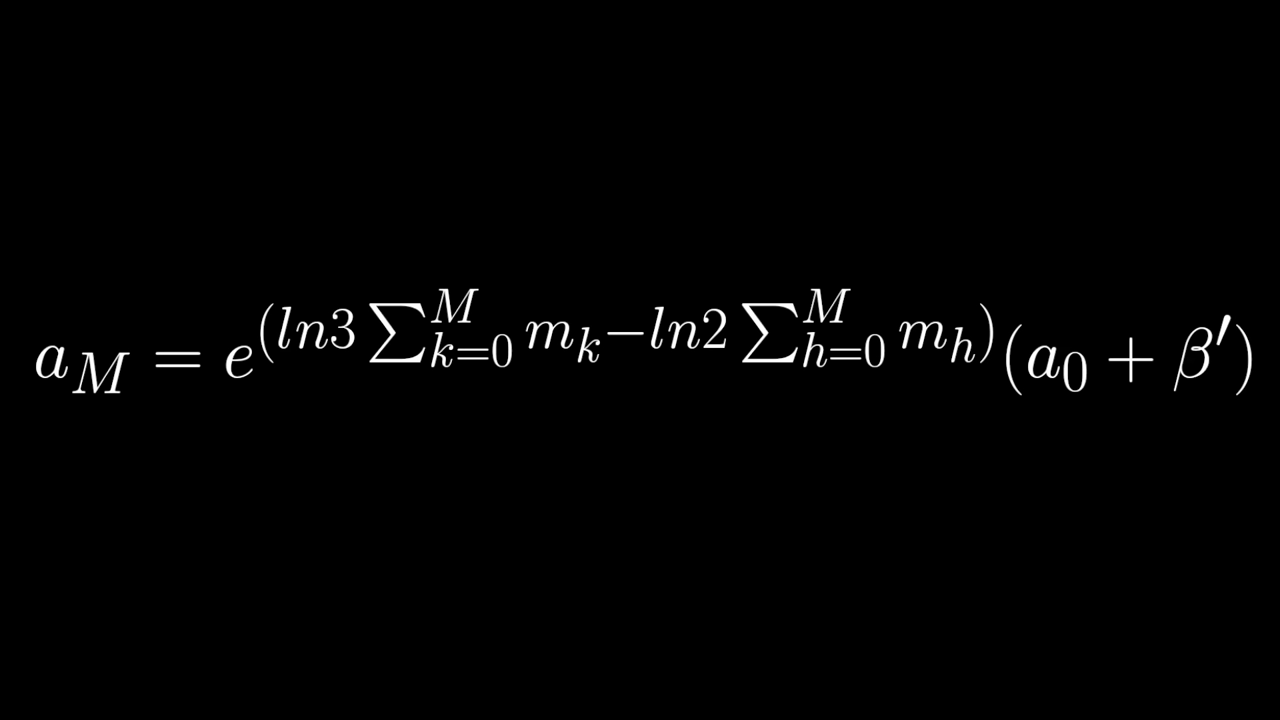 a_M = e^{(ln3 \sum_{k=0}^{M} m_k - ln2 \sum_{h=0}^{M} m_h)}(a_0 + \beta')